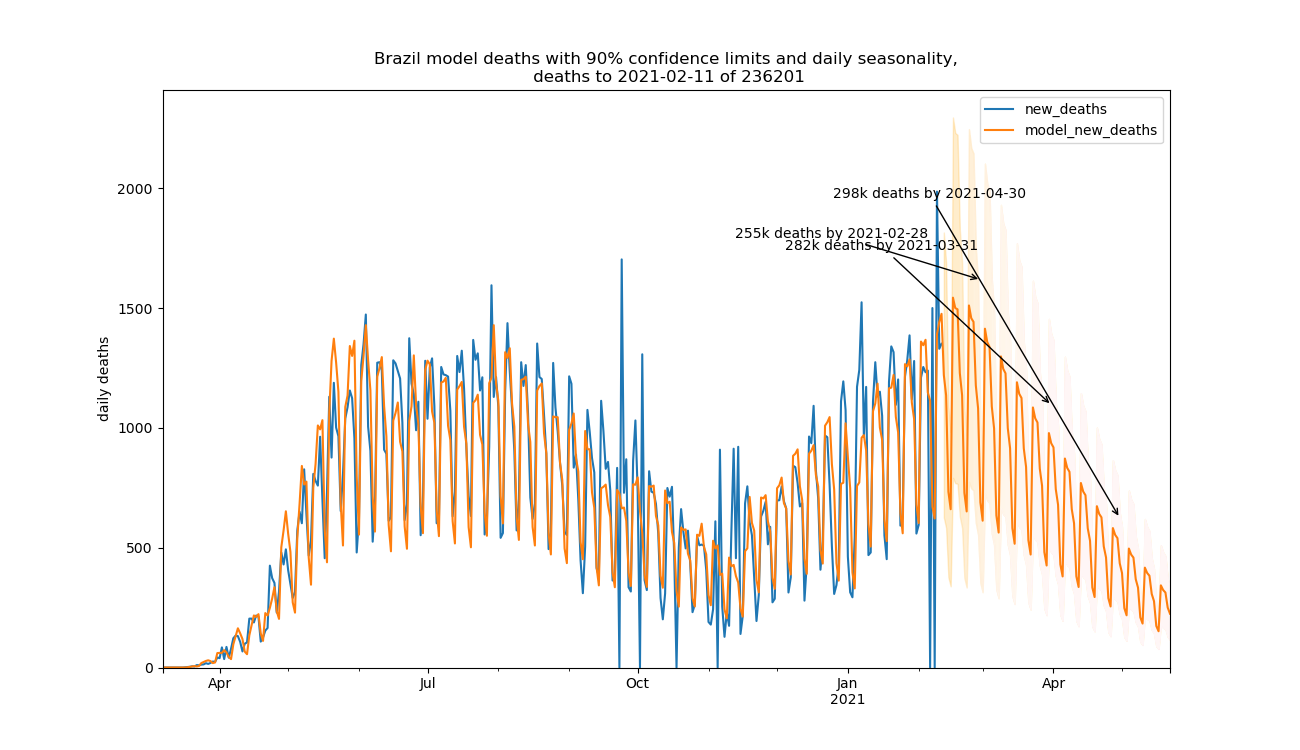 Brazil model deaths with 90% confidence limits and daily seasonality,
deaths to 2021-02-11 of 236201
new_deaths
model_new_deaths
298k deaths by 2021-04-30
255k deaths by 2021-02-28
282k deaths by 2021-03-31
daily deaths
2000
1500
1000
500
0
Apr
Jul
Oct
Jan
Apr
2021